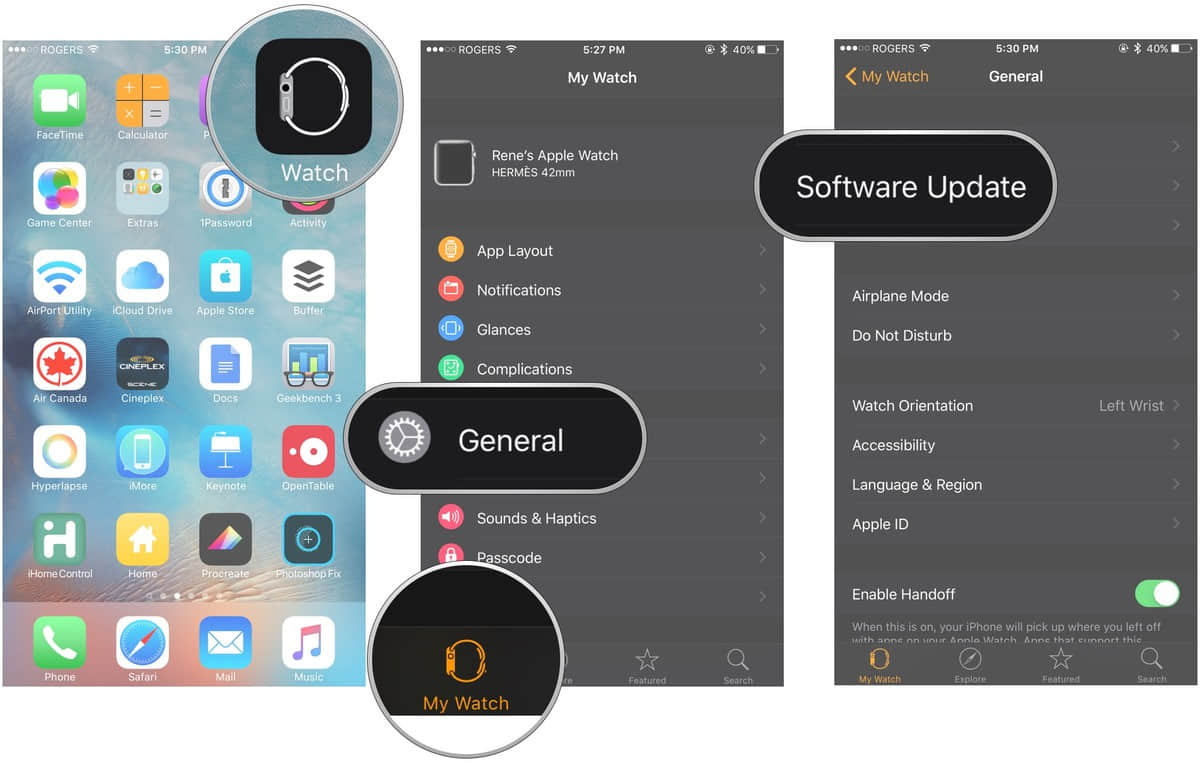 ●●●○○ ROGERS 5:30 PM
Watch
FaceTime Calculator P
Game Center Extras 1Password Activity
AirPort Utility iCloud Drive Apple Store Buffer
CINEPLEX
SCENE
Air Canada Cineplex Docs Geekbench 3
Hyperlapse iMore Keynote OpenTable
iHomeControl Home Procreate Photoshop Fix
Phone Safari Mail Music
●●●○○ ROGERS 5:27 PM 40%
My Watch
Rene's Apple Watch
HERMÈS 42mm
App Layout
Notifications
Glances
Complications
General
Sounds & Haptics
Passcode
My Watch
re Featured Search
●●●○○ ROGERS 5:30 PM 40%
My Watch General
Software Update
Airplane Mode
Do Not Disturb
Watch Orientation Left Wrist
Accessibility
Language & Region
Apple ID
Enable Handoff
When this is on, your iPhone will pick up where you left off
with apps on your Apple Watch. Apps that support this
My Watch Explore Featured Search